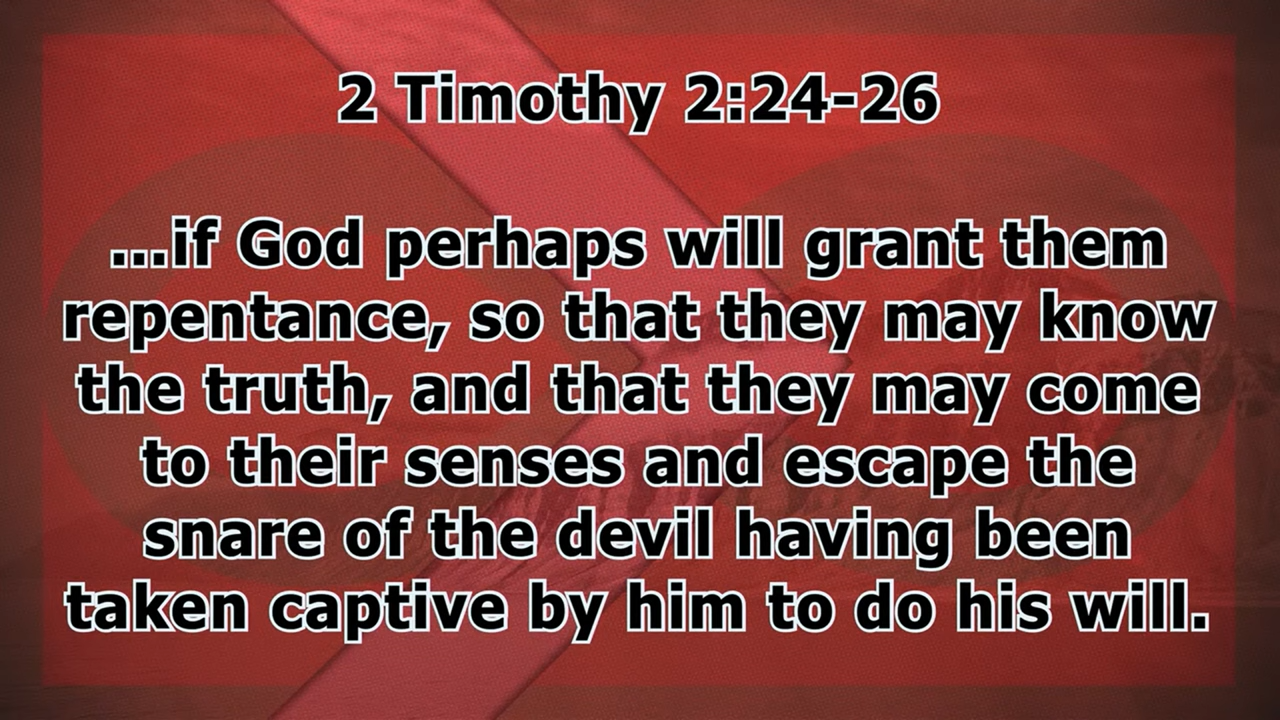 2 Timothy 2:24-26
...if God perhaps will grant them
repentance, so that they may know
the truth, and that they may come
to their senses and escape the
snare of the devil having been
taken captive by him to do his will.